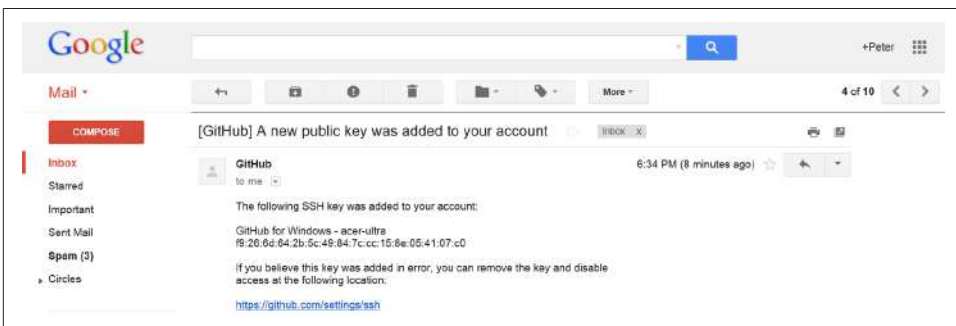 Google
+Peter
Mail
More
4 of 10
COMPOSE
[GitHub] A new public key was added to your account
Inbox x
Inbox
Starred
Important
Sent Mail
Spam (3)
Circles
GitHub
6:34 PM (8 minutes ago)
to me
The following SSH key was added to your account:
GitHub for Windows - acer-ultra
f9:26:6d:64:2b:5c:49:84:7c:cc:15:8e:05:41:07:c0
If you believe this key was added in error, you can remove the key and disable
access at the following location:
https://github.com/settings/ssh